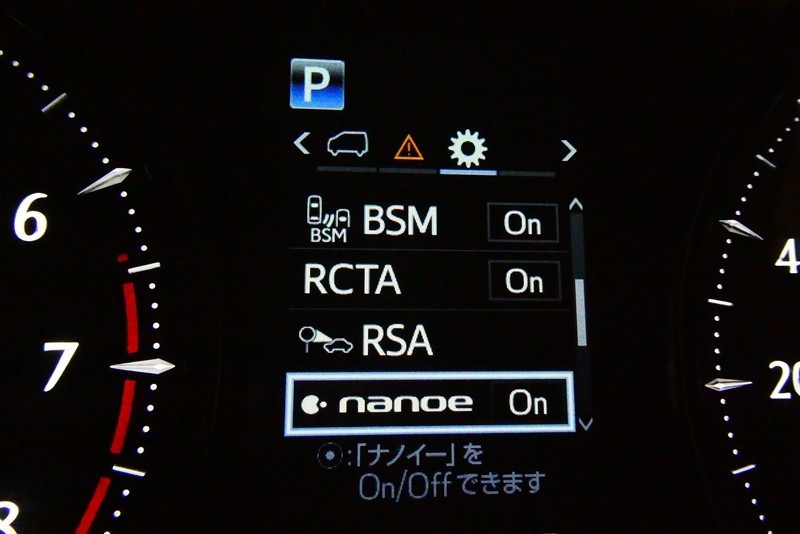 P
BSM BSM On
RCTA On
RSA
nanoe On
:「ナノイー」を
On/Offできます
6
7
8
4
20